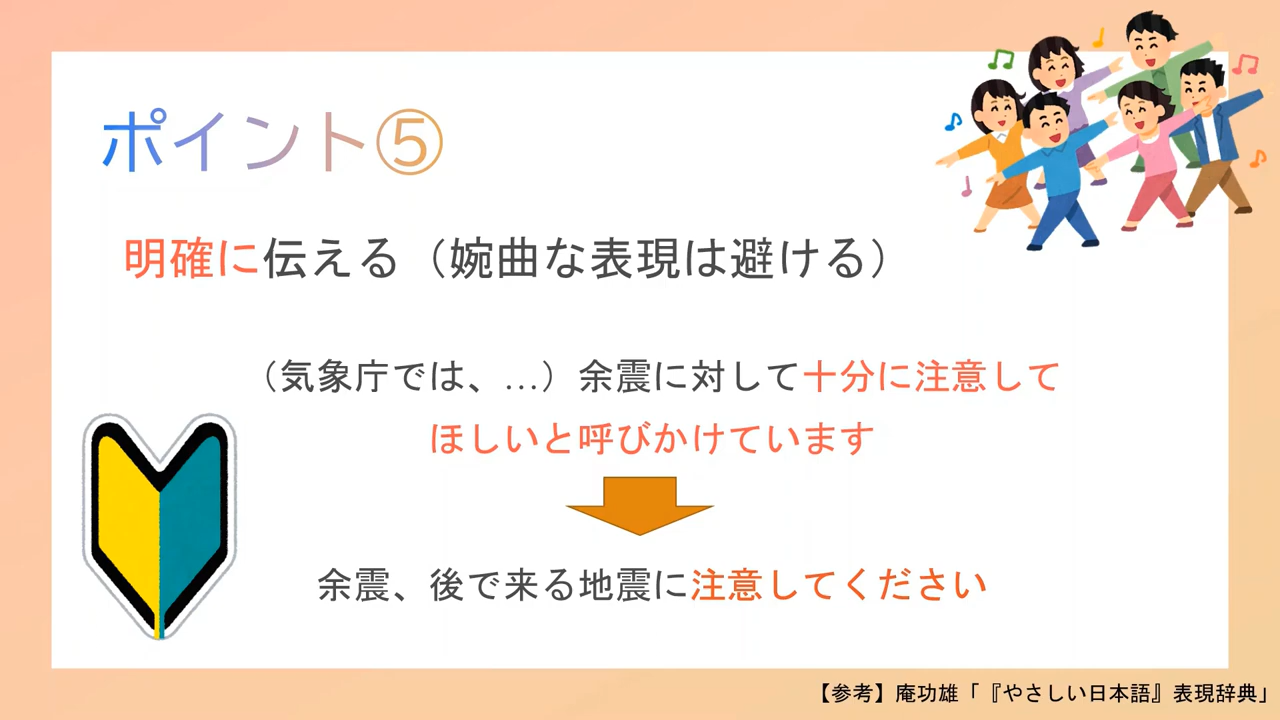 ポイント⑤
明確に伝える（婉曲な表現は避ける）
（気象庁では、…）余震に対して十分に注意して
ほしいと呼びかけています
余震、後で来る地震に注意してください
【参考】庵功雄「『やさしい日本語』表現辞典」